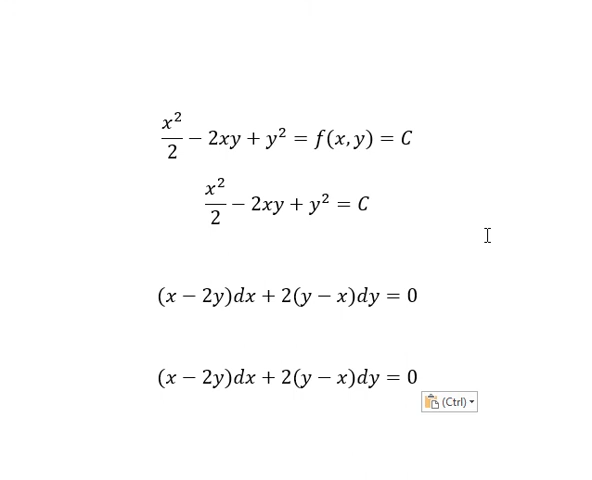 x²/2 − 2xy + y² = f(x, y) = C
x²/2 − 2xy + y² = C
(x − 2y)dx + 2(y − x)dy = 0
(x − 2y)dx + 2(y − x)dy = 0
(Ctrl)